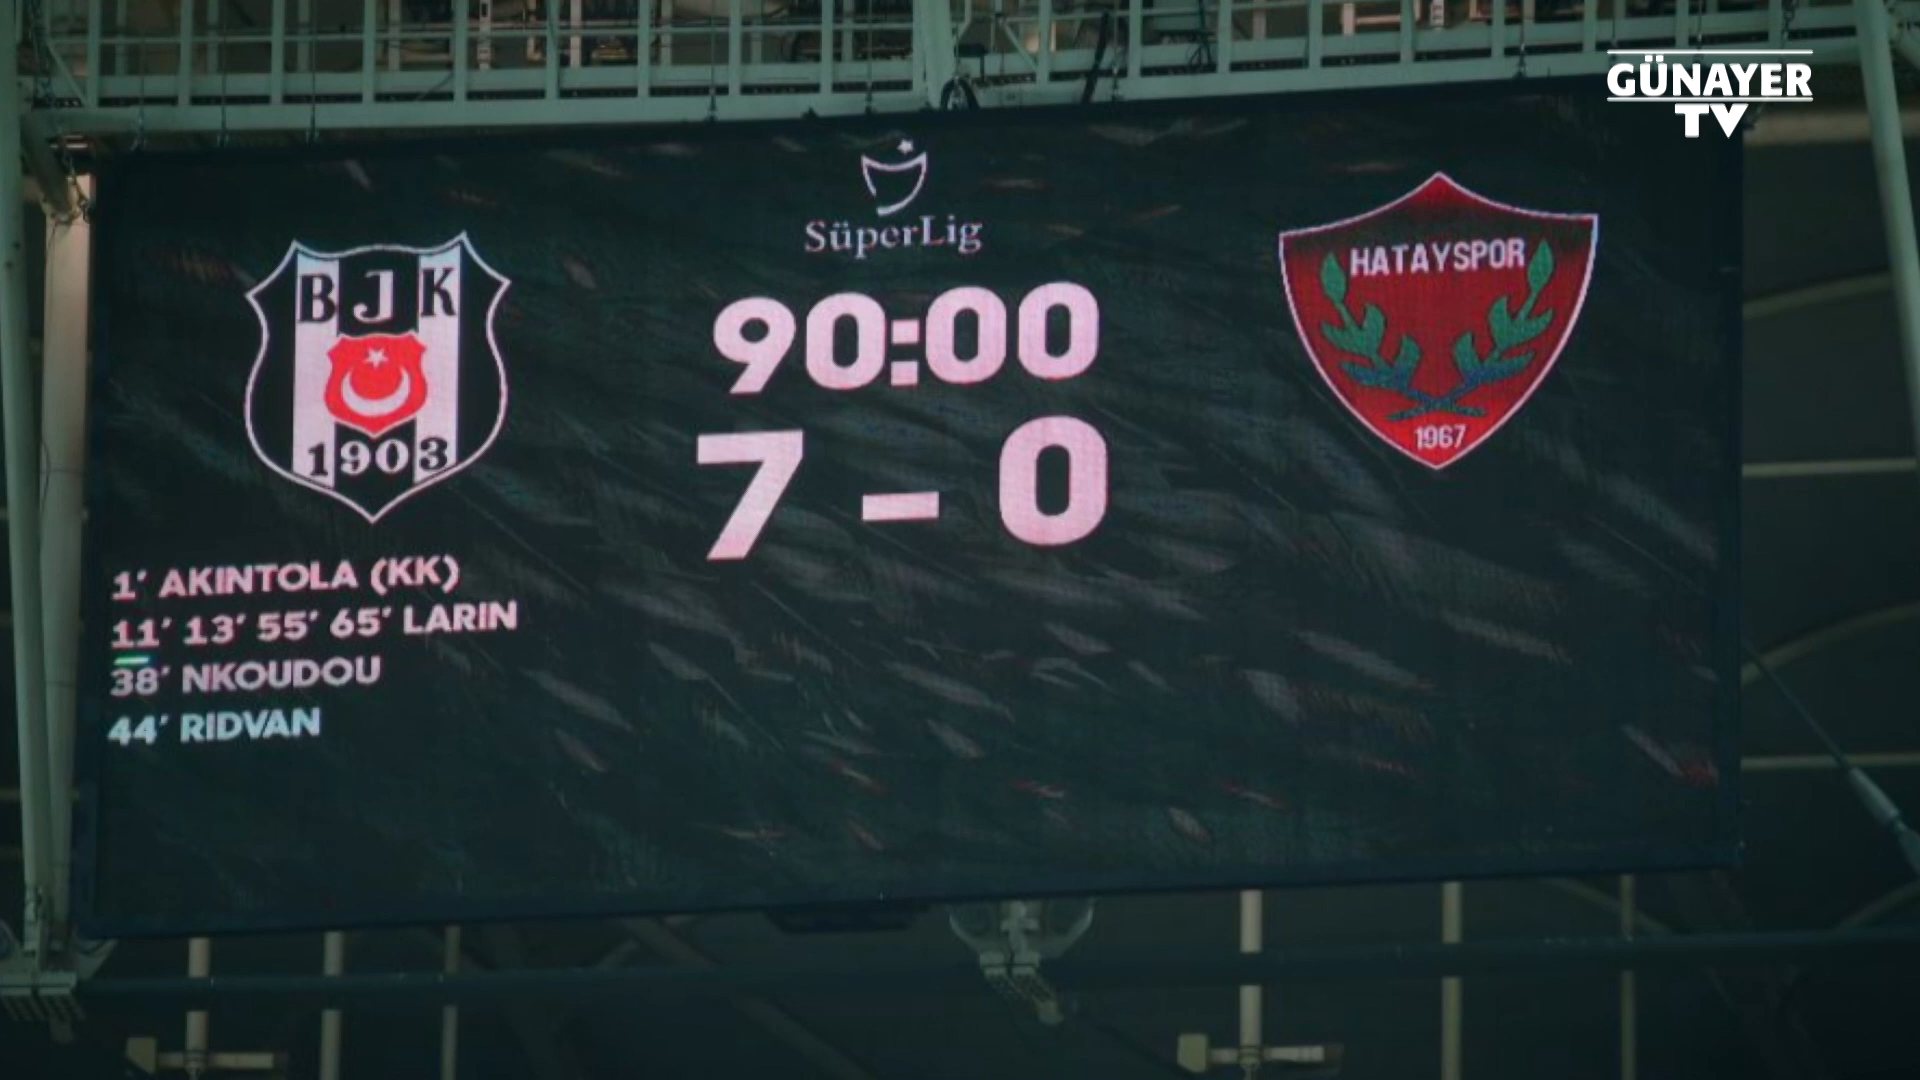 GÜNAYER
TV
SüperLig
BJK
1903
HATAYSPOR
1967
90:00
7 - 0
1' AKINTOLA (KK)
11' 13' 55' 65' LARIN
38' NKOUDOU
44' RIDVAN